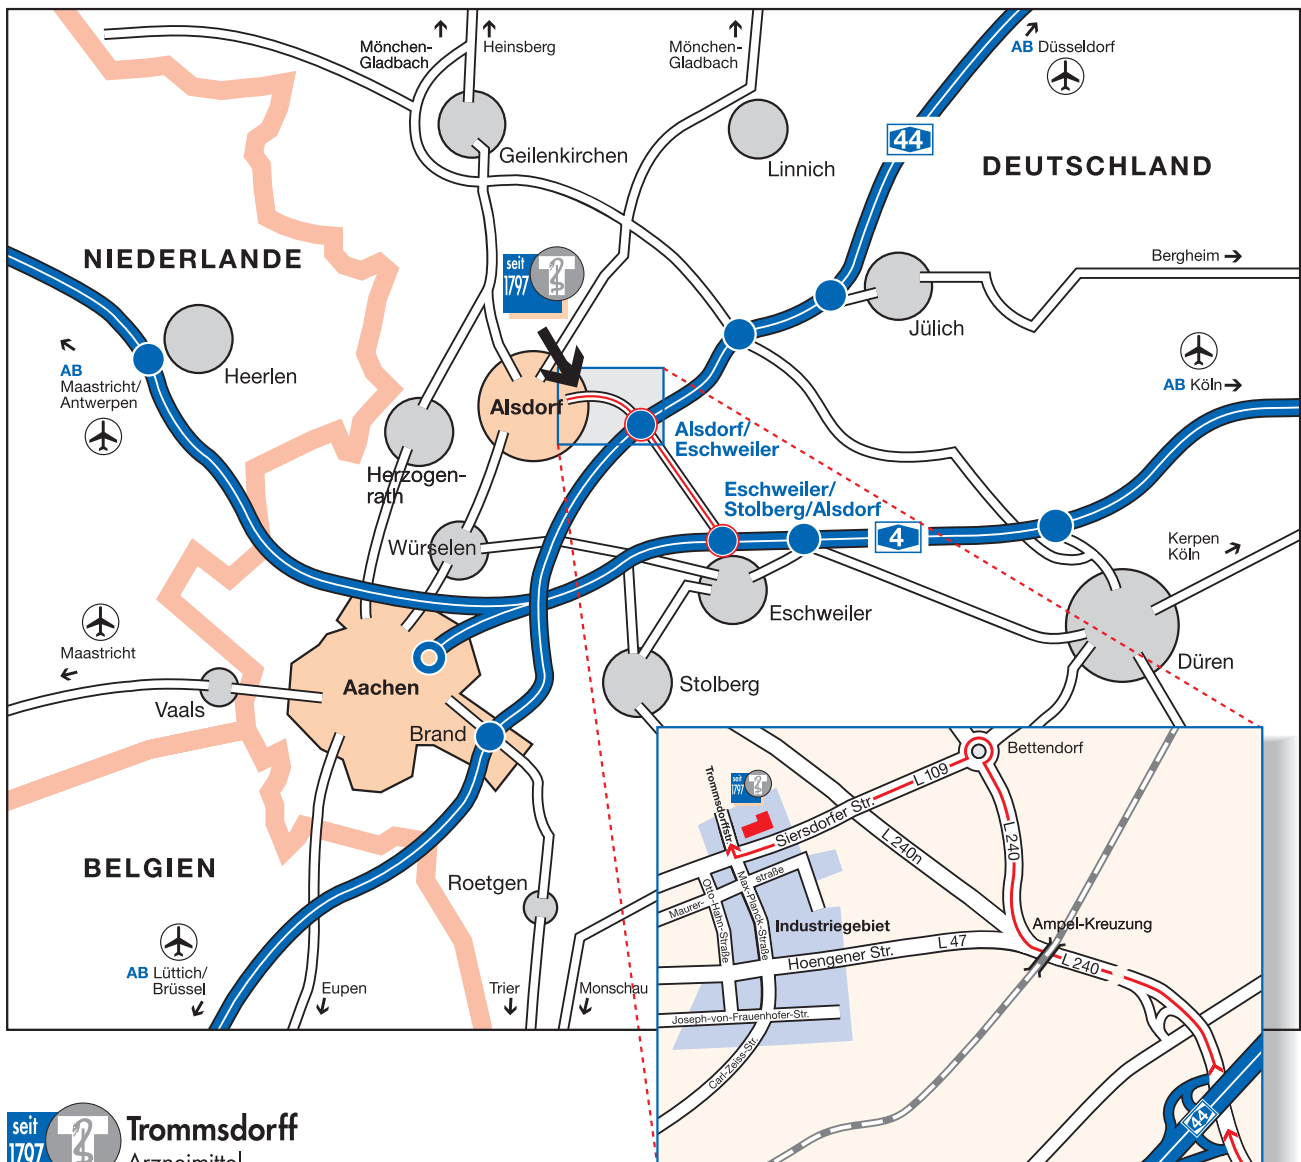 Mönchen-
Gladbach
Heinsberg
Mönchen-
Gladbach
AB Düsseldorf
44
Geilenkirchen
Linnich
DEUTSCHLAND
NIEDERLANDE
seit
1797
Bergheim
Jülich
Heerlen
AB
Maastricht/
Antwerpen
AB Köln
Alsdorf
Alsdorf/
Eschweiler
Herzogen-
rath
Eschweiler/
Stolberg/Alsdorf
4
Würselen
Kerpen
Köln
Eschweiler
Maastricht
Düren
Aachen
Stolberg
Vaals
Brand
Bettendorf
BELGIEN
Roetgen
AB Lüttich/
Brüssel
Eupen
Trier
Monschau
Trommsdorffstr.
seit
1797
L 109
Siersdorfer Str.
L 240n
L 240
Maurer-
straße
Otto-Hahn-Straße
Max-Planck-Straße
Industriegebiet
Ampel-Kreuzung
L 47
Hoengener Str.
L 240
Joseph-von-Frauenhofer-Str.
Carl-Zeiss-Str.
44
seit
1797
Trommsdorff
Arzneimittel